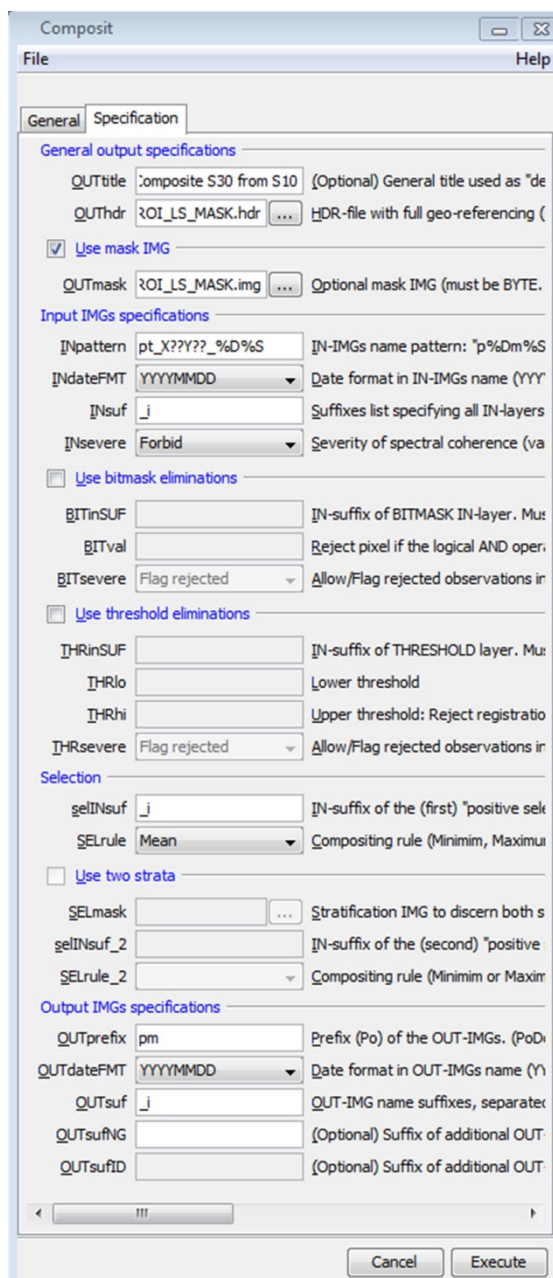 Composit
File Help
General Specification
General output specifications
OUTtitle Composite S30 from S10 (Optional) General title used as "de
OUThdr ROI_LS_MASK.hdr ... HDR-file with full geo-referencing (
Use mask IMG
OUTmask ROI_LS_MASK.img ... Optional mask IMG (must be BYTE.
Input IMGs specifications
INpattern pt_X??Y??_%D%S IN-IMGs name pattern: "p%Dm%S
INdateFMT YYYYMMDD Date format in IN-IMGs name (YYY
INsuf _i Suffixes list specifying all IN-layers
INsevere Forbid Severity of spectral coherence (va
Use bitmask eliminations
BITinSUF IN-suffix of BITMASK IN-layer. Mus
BITval Reject pixel if the logical AND oper
BITsevere Flag rejected Allow/Flag rejected observations in
Use threshold eliminations
THRinSUF IN-suffix of THRESHOLD layer. Mus
THRlo Lower threshold
THRhi Upper threshold: Reject registratio
THRsevere Flag rejected Allow/Flag rejected observations in
Selection
selINsuf _i IN-suffix of the (first) "positive sele
SELrule Mean Compositing rule (Minimim, Maximu
Use two strata
SELmask ... Stratification IMG to discern both s
selINsuf_2 IN-suffix of the (second) "positive
SELrule_2 Compositing rule (Minimim or Maxim
Output IMGs specifications
OUTprefix pm Prefix (Po) of the OUT-IMGs. (PoDo
OUTdateFMT YYYYMMDD Date format in OUT-IMGs name (YY
OUTsuf _i OUT-IMG name suffixes, separated
OUTsufNG (Optional) Suffix of additional OUT-
OUTsufID (Optional) Suffix of additional OUT-
Cancel Execute